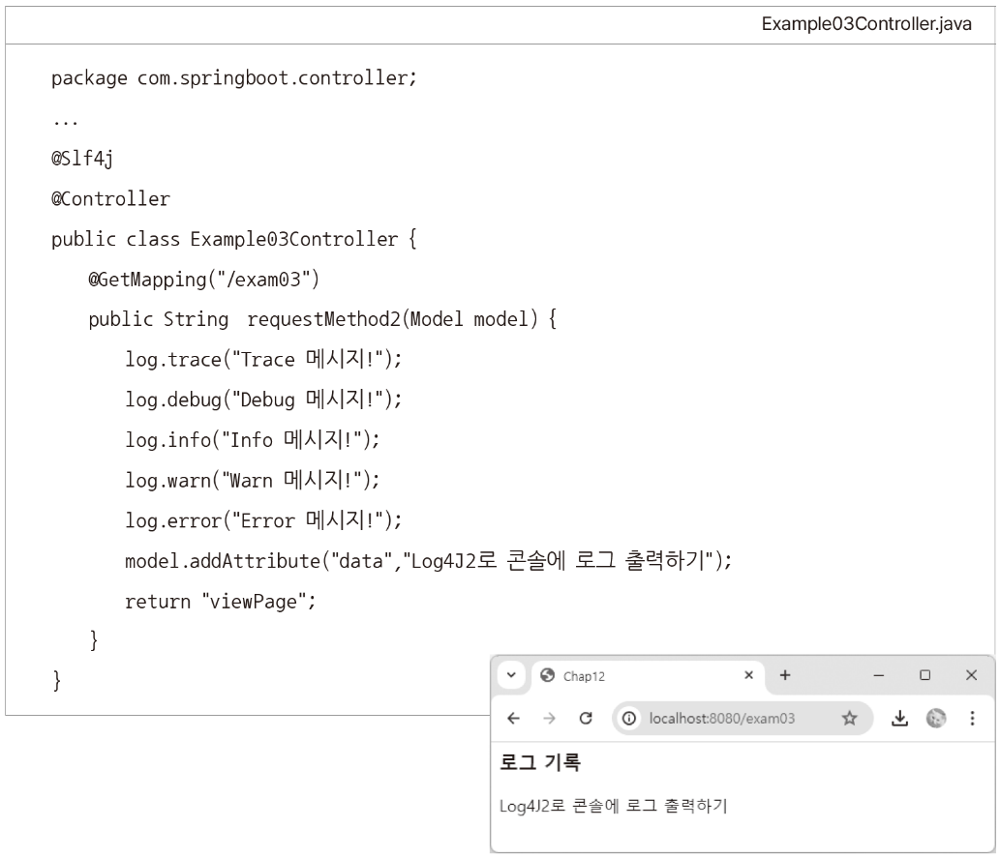 Example03Controller.java
package com.springboot.controller;
...
@Slf4j
@Controller
public class Example03Controller {
@GetMapping("/exam03")
public String requestMethod2(Model model) {
log.trace("Trace 메시지!");
log.debug("Debug 메시지!");
log.info("Info 메시지!");
log.warn("Warn 메시지!");
log.error("Error 메시지!");
model.addAttribute("data","Log4J2로 콘솔에 로그 출력하기");
return "viewPage";
}
}
Chap12
localhost:8080/exam03
로그 기록
Log4J2로 콘솔에 로그 출력하기